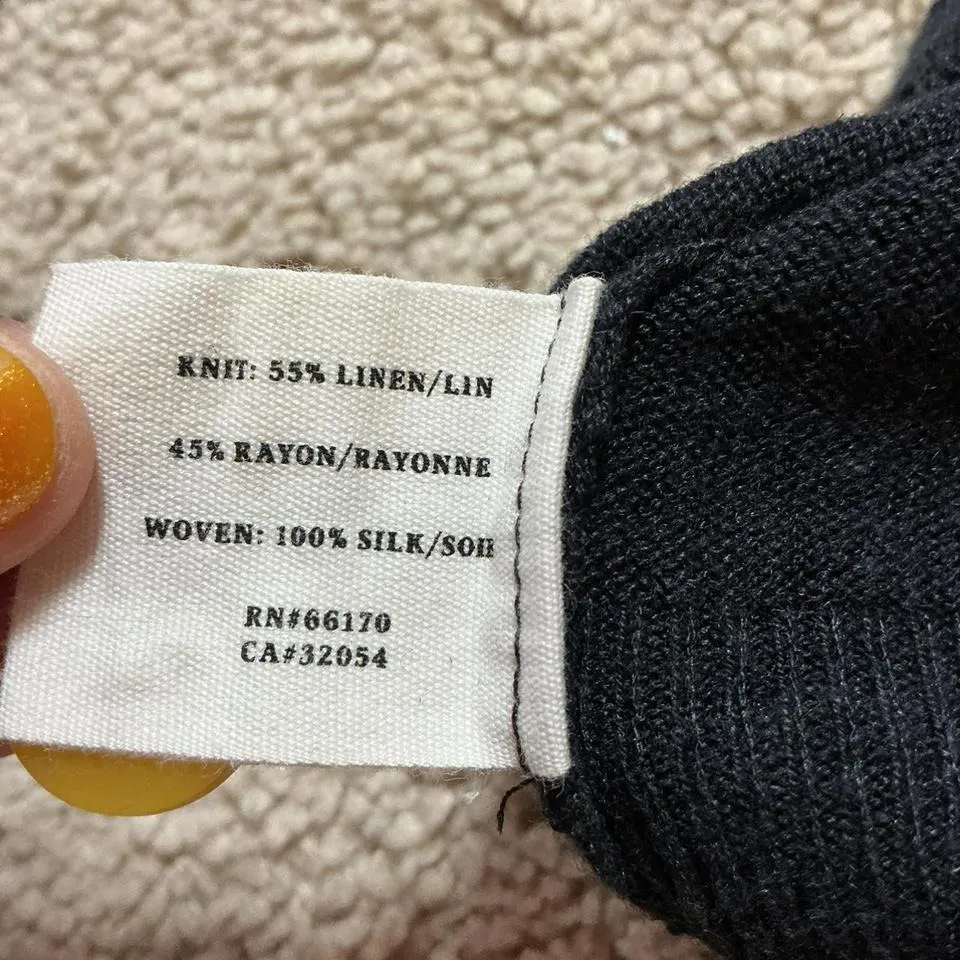 KNIT: 55% LINEN/LIN
45% RAYON/RAYONNE
WOVEN: 100% SILK/SOIE
RN#66170
CA#32054